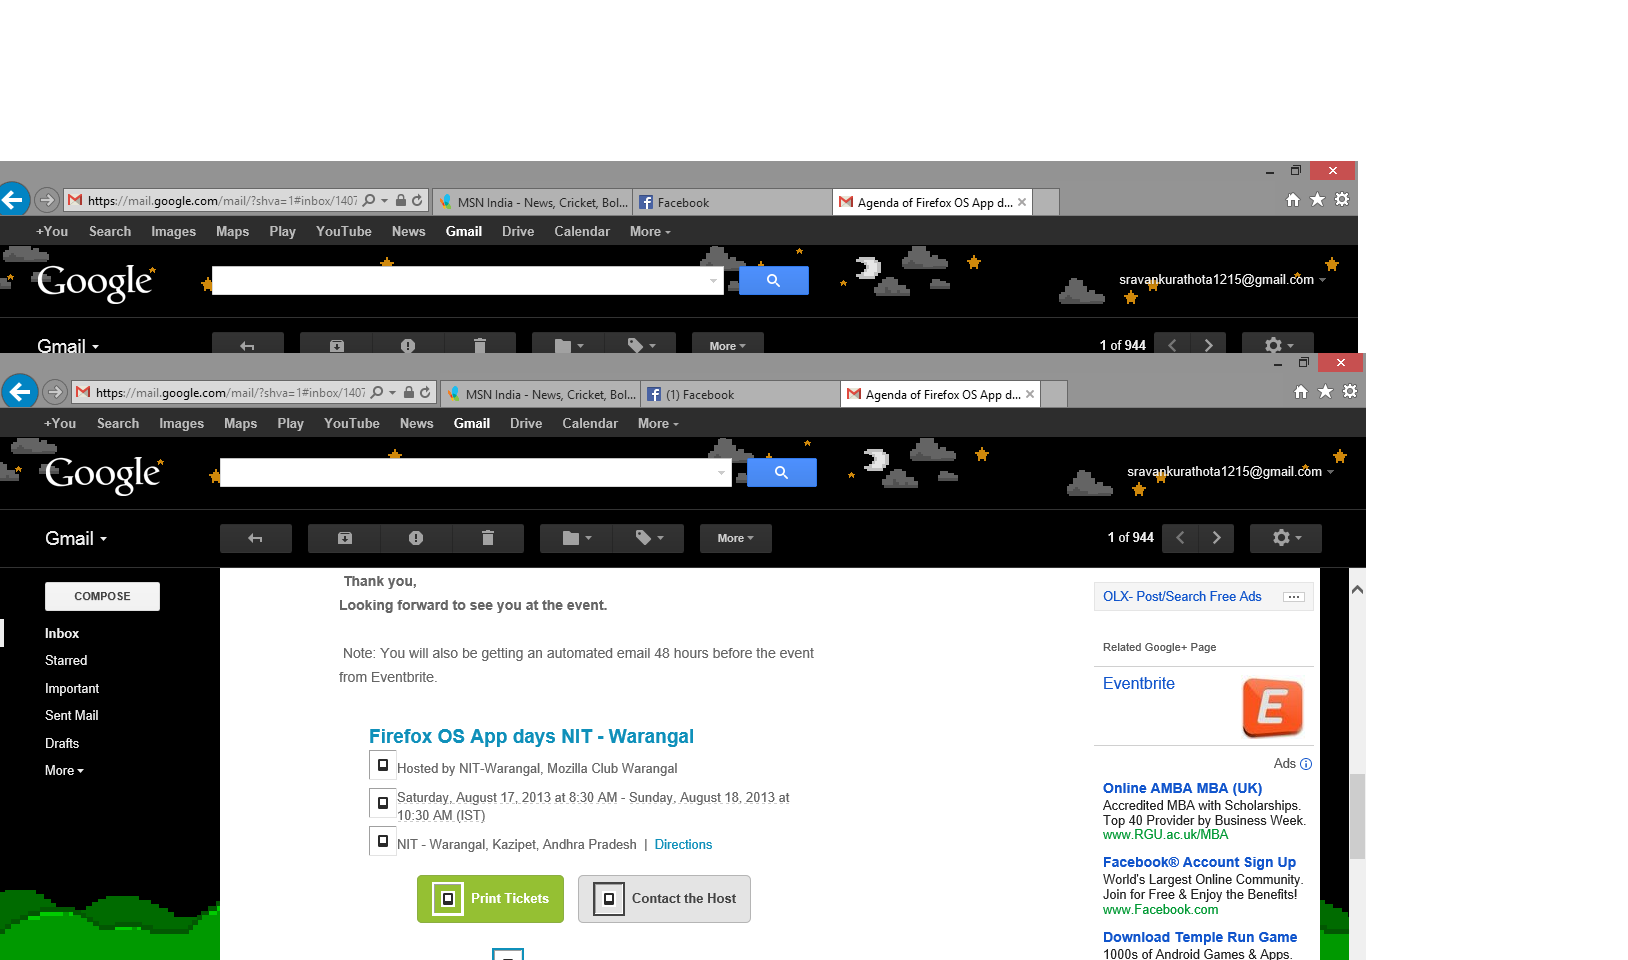 https://mail.google.com/mail/?shva=1#inbox/1407
MSN India - News, Cricket, Bol...
Facebook
Agenda of Firefox OS App d...
+You Search Images Maps Play YouTube News Gmail Drive Calendar More
Google
sravankurathota1215@gmail.com
Gmail
More
1 of 944
https://mail.google.com/mail/?shva=1#inbox/1407
MSN India - News, Cricket, Bol...
(1) Facebook
Agenda of Firefox OS App d...
+You Search Images Maps Play YouTube News Gmail Drive Calendar More
Google
sravankurathota1215@gmail.com
Gmail
More
1 of 944
COMPOSE
Inbox
Starred
Important
Sent Mail
Drafts
More
Thank you,
Looking forward to see you at the event.
Note: You will also be getting an automated email 48 hours before the event
from Eventbrite.
Firefox OS App days NIT - Warangal
Hosted by NIT-Warangal, Mozilla Club Warangal
Saturday, August 17, 2013 at 8:30 AM - Sunday, August 18, 2013 at
10:30 AM (IST)
NIT - Warangal, Kazipet, Andhra Pradesh | Directions
Print Tickets
Contact the Host
OLX- Post/Search Free Ads
Related Google+ Page
Eventbrite
E
Ads
Online AMBA MBA (UK)
Accredited MBA with Scholarships.
Top 40 Provider by Business Week.
www.RGU.ac.uk/MBA
Facebook® Account Sign Up
World's Largest Online Community.
Join for Free & Enjoy the Benefits!
www.Facebook.com
Download Temple Run Game
1000s of Android Games & Apps.